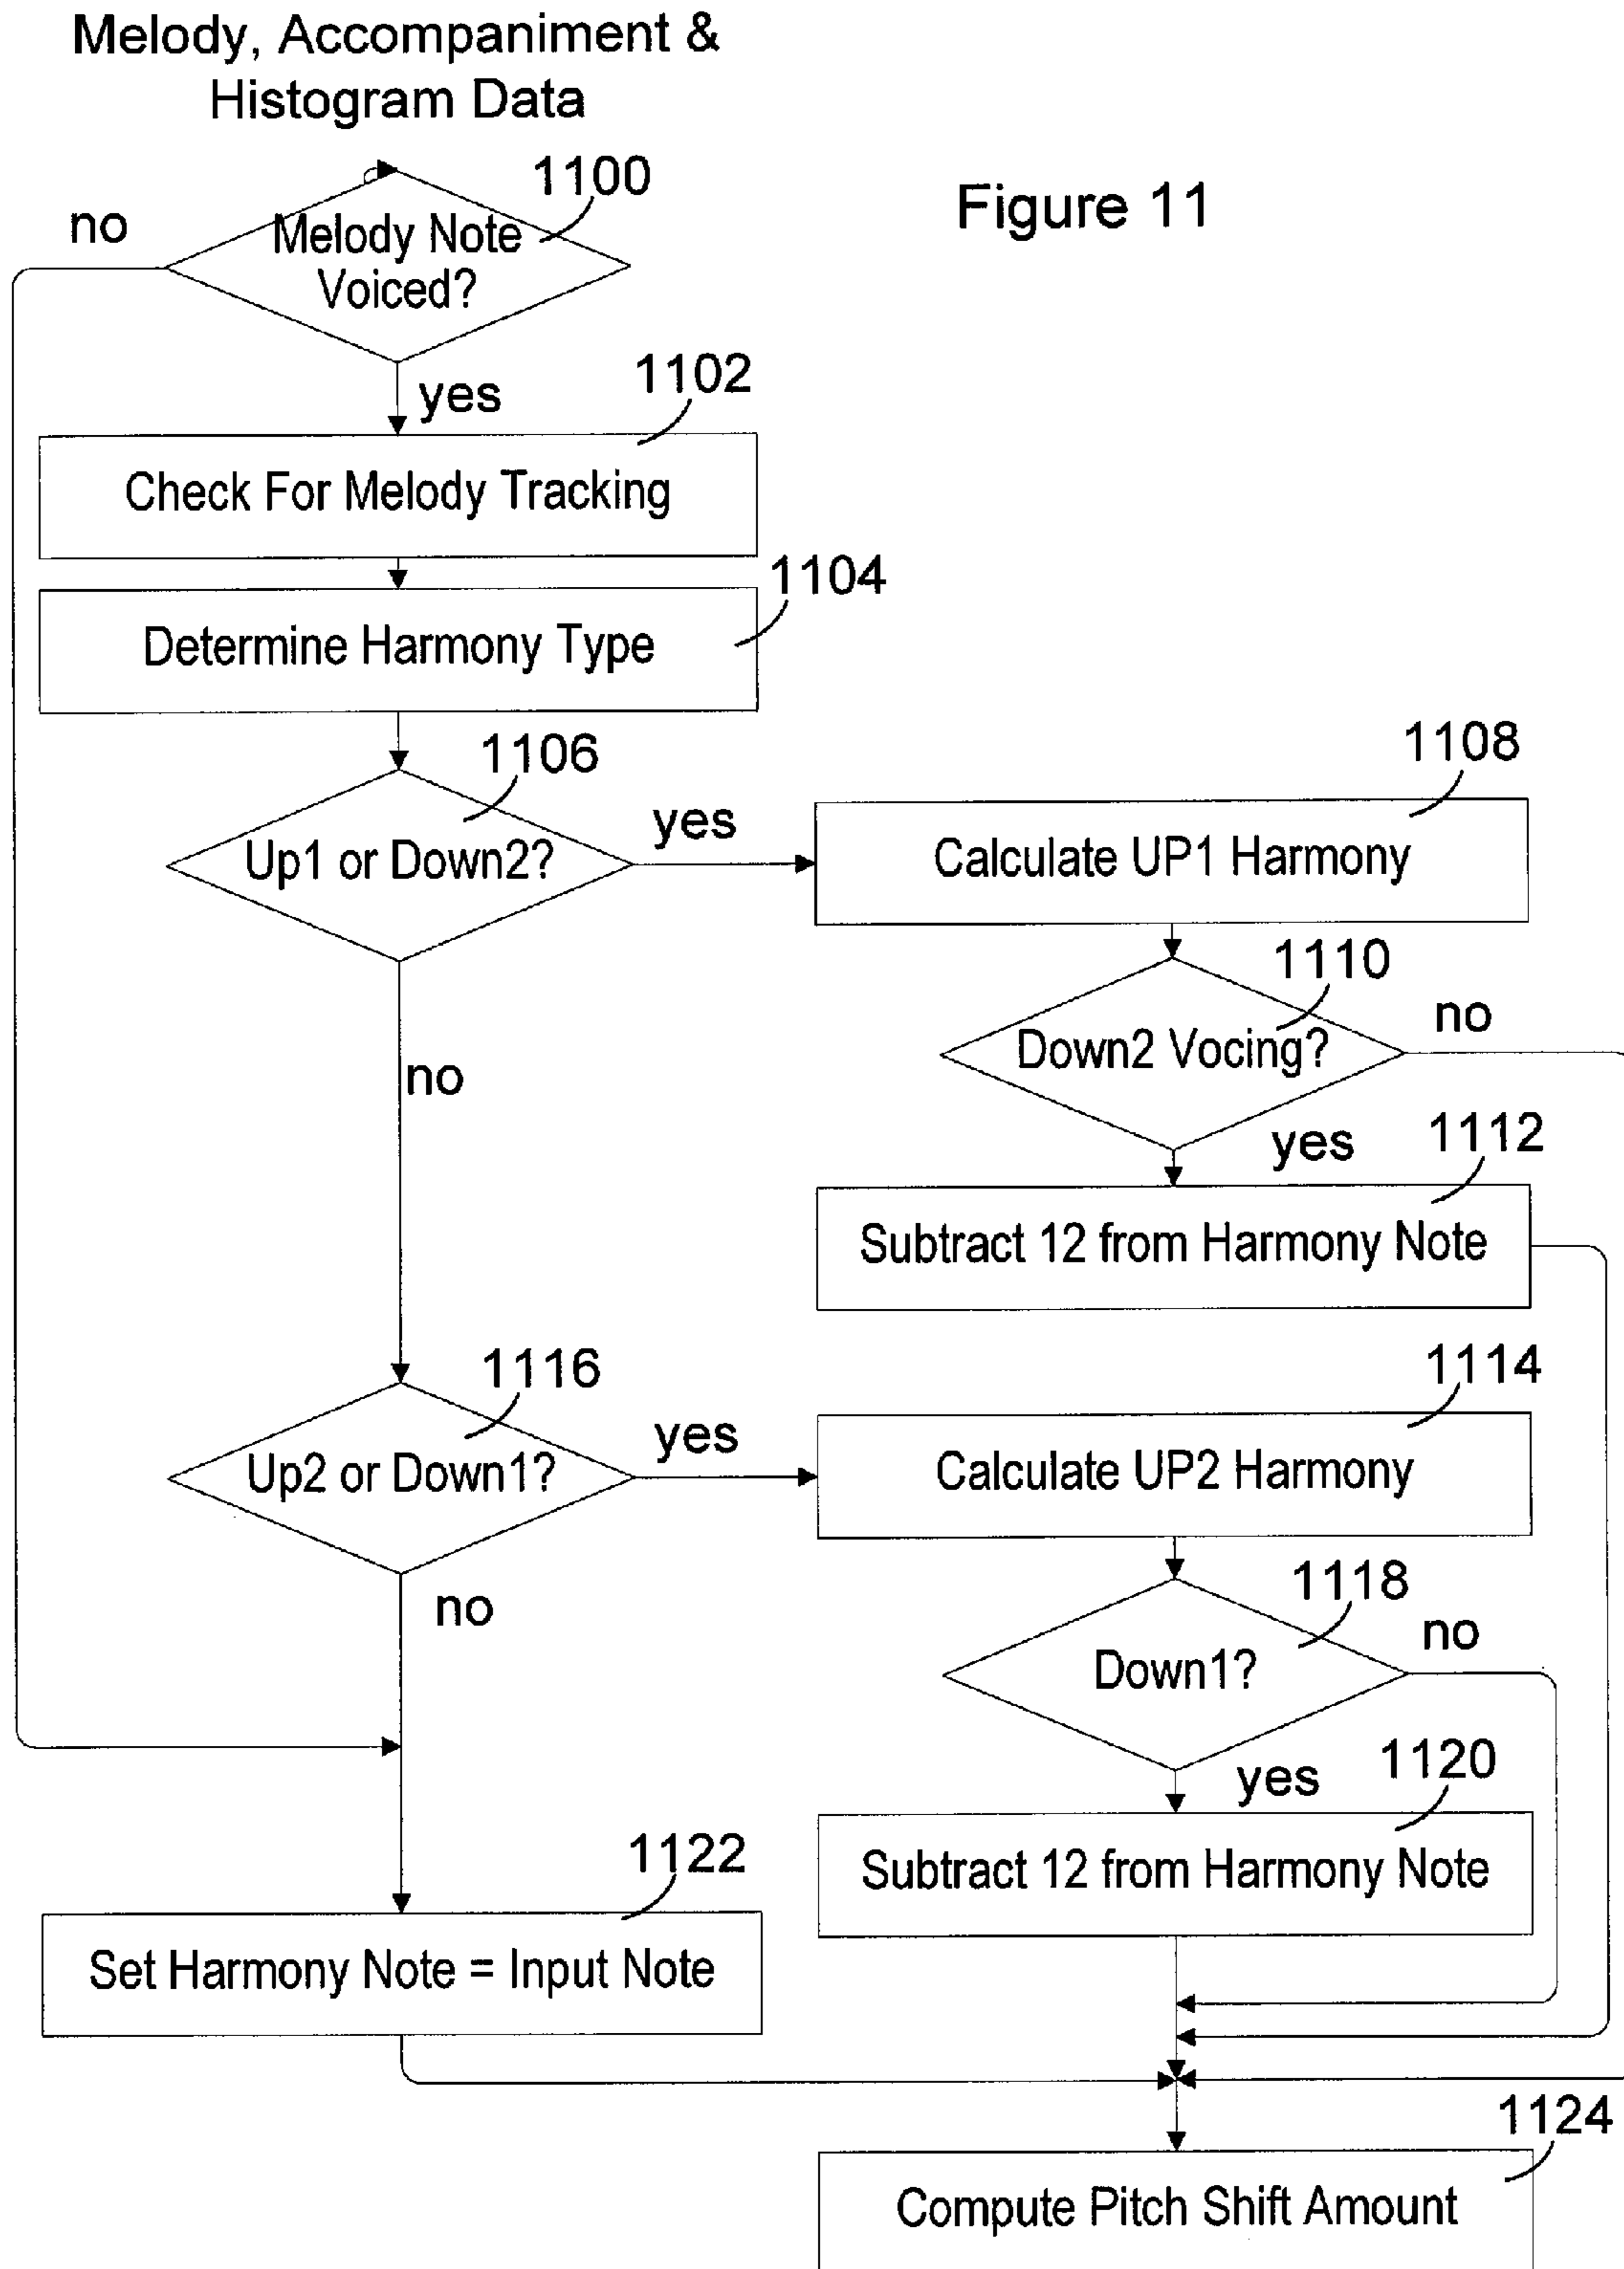 Melody, Accompaniment &
Histogram Data
Figure 11
1100
no
Melody Note
Voiced?
yes
1102
Check For Melody Tracking
1104
Determine Harmony Type
1106
Up1 or Down2?
yes
1108
Calculate UP1 Harmony
1110
Down2 Vocing?
no
no
yes
1112
Subtract 12 from Harmony Note
1116
Up2 or Down1?
yes
1114
Calculate UP2 Harmony
no
1118
Down1?
no
yes
1120
Subtract 12 from Harmony Note
1122
Set Harmony Note = Input Note
1124
Compute Pitch Shift Amount